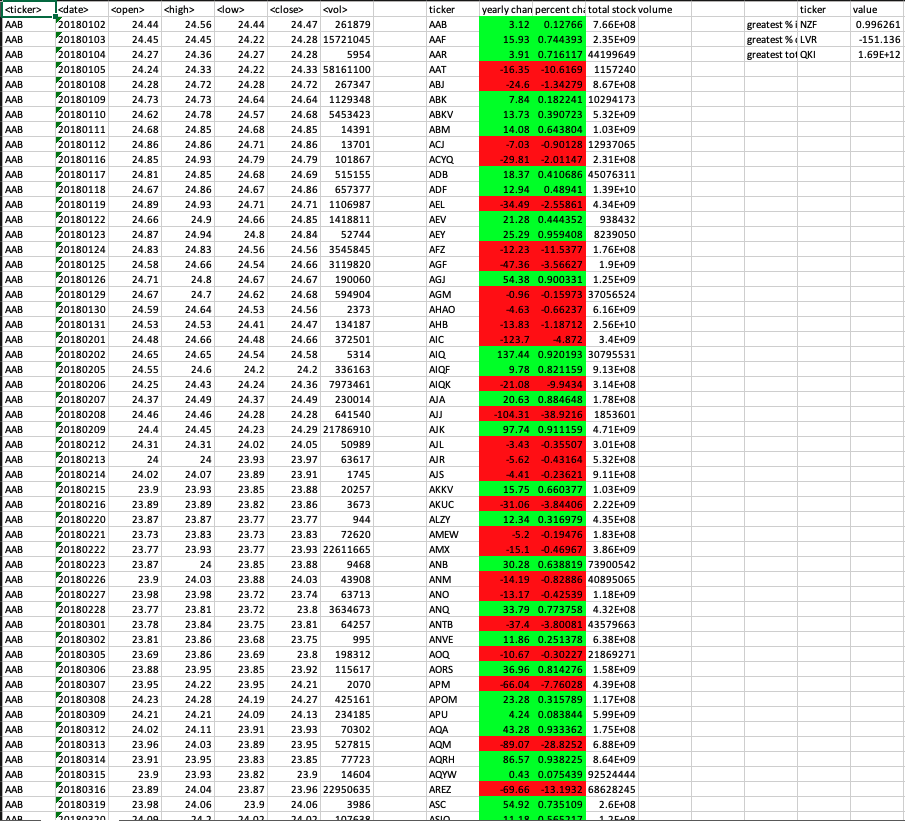 <ticker> <date> <open> <high> <low> <close> <vol> ticker yearly chan percent cha total stock volume ticker value
AAB 20180102 24.44 24.56 24.44 24.47 261879 AAB 3.12 0.12766 7.66E+08 greatest % i NZF 0.996261
AAB 20180103 24.45 24.45 24.22 24.28 15721045 AAF 15.93 0.744393 2.35E+09 greatest % LVR -151.136
AAB 20180104 24.27 24.36 24.27 24.28 5954 AAR 3.91 0.716117 44199649 greatest tot QKI 1.69E+12
AAB 20180105 24.24 24.33 24.22 24.33 58161100 AAT -16.35 -10.6169 1157240
AAB 20180108 24.28 24.72 24.28 24.72 267347 ABJ -24.6 -1.34279 8.67E+08
AAB 20180109 24.73 24.73 24.64 24.64 1129348 ABK 7.84 0.182241 10294173
AAB 20180110 24.62 24.78 24.57 24.68 5453423 ABKV 13.73 0.390723 5.32E+09
AAB 20180111 24.68 24.85 24.68 24.85 14391 ABM 14.08 0.643804 1.03E+09
AAB 20180112 24.86 24.86 24.71 24.86 13701 ACJ -7.03 -0.90128 12937065
AAB 20180116 24.85 24.93 24.79 24.79 101867 ACYQ -29.81 -2.01147 2.31E+08
AAB 20180117 24.81 24.85 24.68 24.69 515155 ADB 18.37 0.410686 45076311
AAB 20180118 24.67 24.86 24.67 24.86 657377 ADF 12.94 0.48941 1.39E+10
AAB 20180119 24.89 24.93 24.71 24.71 1106987 AEL -34.49 -2.55861 4.34E+09
AAB 20180122 24.66 24.9 24.66 24.85 1418811 AEV 21.28 0.444352 938432
AAB 20180123 24.87 24.94 24.8 24.84 52744 AEY 25.29 0.959408 8239050
AAB 20180124 24.83 24.83 24.56 24.56 3545845 AFZ -12.23 -11.5377 1.76E+08
AAB 20180125 24.58 24.66 24.54 24.66 3119820 AGF -47.36 -3.56627 1.9E+09
AAB 20180126 24.71 24.8 24.67 24.67 190060 AGJ 54.38 0.900331 1.25E+09
AAB 20180129 24.67 24.7 24.62 24.68 594904 AGM -0.96 -0.15973 37056524
AAB 20180130 24.59 24.64 24.53 24.56 2373 AHAO -4.63 -0.66237 6.16E+09
AAB 20180131 24.53 24.53 24.41 24.47 134187 AHB -13.83 -1.18712 2.56E+10
AAB 20180201 24.48 24.66 24.48 24.66 372501 AIC -123.7 -4.872 3.4E+09
AAB 20180202 24.65 24.65 24.54 24.58 5314 AIQ 137.44 0.920193 30795531
AAB 20180205 24.55 24.6 24.2 24.2 336163 AIQF 9.78 0.821159 9.13E+08
AAB 20180206 24.25 24.43 24.24 24.36 7973461 AIQK -21.08 -9.9434 3.14E+08
AAB 20180207 24.37 24.49 24.37 24.49 230014 AJA 20.63 0.884648 1.78E+08
AAB 20180208 24.46 24.46 24.28 24.28 641540 AJJ -104.31 -38.9216 1853601
AAB 20180209 24.4 24.45 24.23 24.29 21786910 AJK 97.74 0.911159 4.71E+09
AAB 20180212 24.31 24.31 24.02 24.05 50989 AJL -3.43 -0.35507 3.01E+08
AAB 20180213 24 24 23.93 23.97 63617 AJR -5.62 -0.43164 5.32E+08
AAB 20180214 24.02 24.07 23.89 23.91 1745 AJS -4.41 -0.23621 9.11E+08
AAB 20180215 23.9 23.93 23.85 23.88 20257 AKKV 15.75 0.660377 1.03E+09
AAB 20180216 23.89 23.89 23.82 23.86 3673 AKUC -31.06 -3.84406 2.22E+09
AAB 20180220 23.87 23.87 23.77 23.77 944 ALZY 12.34 0.316979 4.35E+08
AAB 20180221 23.73 23.83 23.73 23.83 72620 AMEW -5.2 -0.19476 1.83E+08
AAB 20180222 23.77 23.93 23.77 23.93 22611665 AMX -15.1 -0.46967 3.86E+09
AAB 20180223 23.87 24 23.85 23.88 9468 ANB 30.28 0.638819 73900542
AAB 20180226 23.9 24.03 23.88 24.03 43908 ANM -14.19 -0.82886 40895065
AAB 20180227 23.98 23.98 23.72 23.74 63713 ANO -13.17 -0.42539 1.18E+09
AAB 20180228 23.77 23.81 23.72 23.8 3634673 ANQ 33.79 0.773758 4.32E+08
AAB 20180301 23.78 23.84 23.75 23.81 64257 ANTB -37.4 -3.80081 43579663
AAB 20180302 23.81 23.86 23.68 23.75 995 ANVE 11.86 0.251378 6.38E+08
AAB 20180305 23.69 23.86 23.69 23.8 198312 AOQ -10.67 -0.30227 21869271
AAB 20180306 23.88 23.95 23.85 23.92 115617 AORS 36.96 0.814276 1.58E+09
AAB 20180307 23.95 24.22 23.95 24.21 2070 APM -66.04 -7.76028 4.39E+08
AAB 20180308 24.23 24.28 24.19 24.27 425161 APOM 23.28 0.315789 1.17E+08
AAB 20180309 24.21 24.21 24.09 24.13 234185 APU 4.24 0.083844 5.99E+09
AAB 20180312 24.02 24.11 23.91 23.93 70302 AQA 43.28 0.933362 1.75E+08
AAB 20180313 23.96 24.03 23.89 23.95 527815 AQM -89.07 -28.8252 6.88E+09
AAB 20180314 23.91 23.95 23.83 23.85 77723 AQRH 86.57 0.938225 8.64E+09
AAB 20180315 23.9 23.93 23.82 23.9 14604 AQYW 0.43 0.075439 92524444
AAB 20180316 23.89 24.04 23.87 23.96 22950635 AREZ -69.66 -13.1932 68628245
AAB 20180319 23.98 24.06 23.9 24.06 3986 ASC 54.92 0.735109 2.6E+08
AAB 20180320 24.09 24.2 24.02 24.02 107638 ASIO 11.18 0.565217 1.2E+08